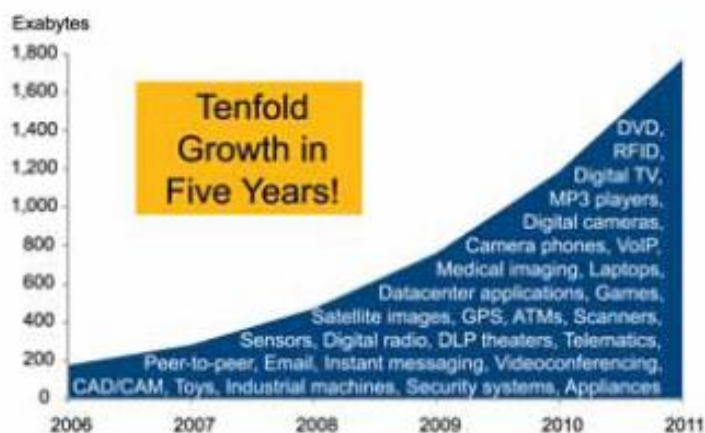 Exabytes
1,800
1,600
1,400
1,200
1,000
800
600
400
200
0
Tenfold
Growth in
Five Years!
DVD,
RFID,
Digital TV,
MP3 players,
Digital cameras,
Camera phones, VoIP,
Medical imaging, Laptops,
Datacenter applications, Games,
Satellite images, GPS, ATMs, Scanners,
Sensors, Digital radio, DLP theaters, Telematics,
Peer-to-peer, Email, Instant messaging, Videoconferencing,
CAD/CAM, Toys, Industrial machines, Security systems, Appliances
2006 2007 2008 2009 2010 2011